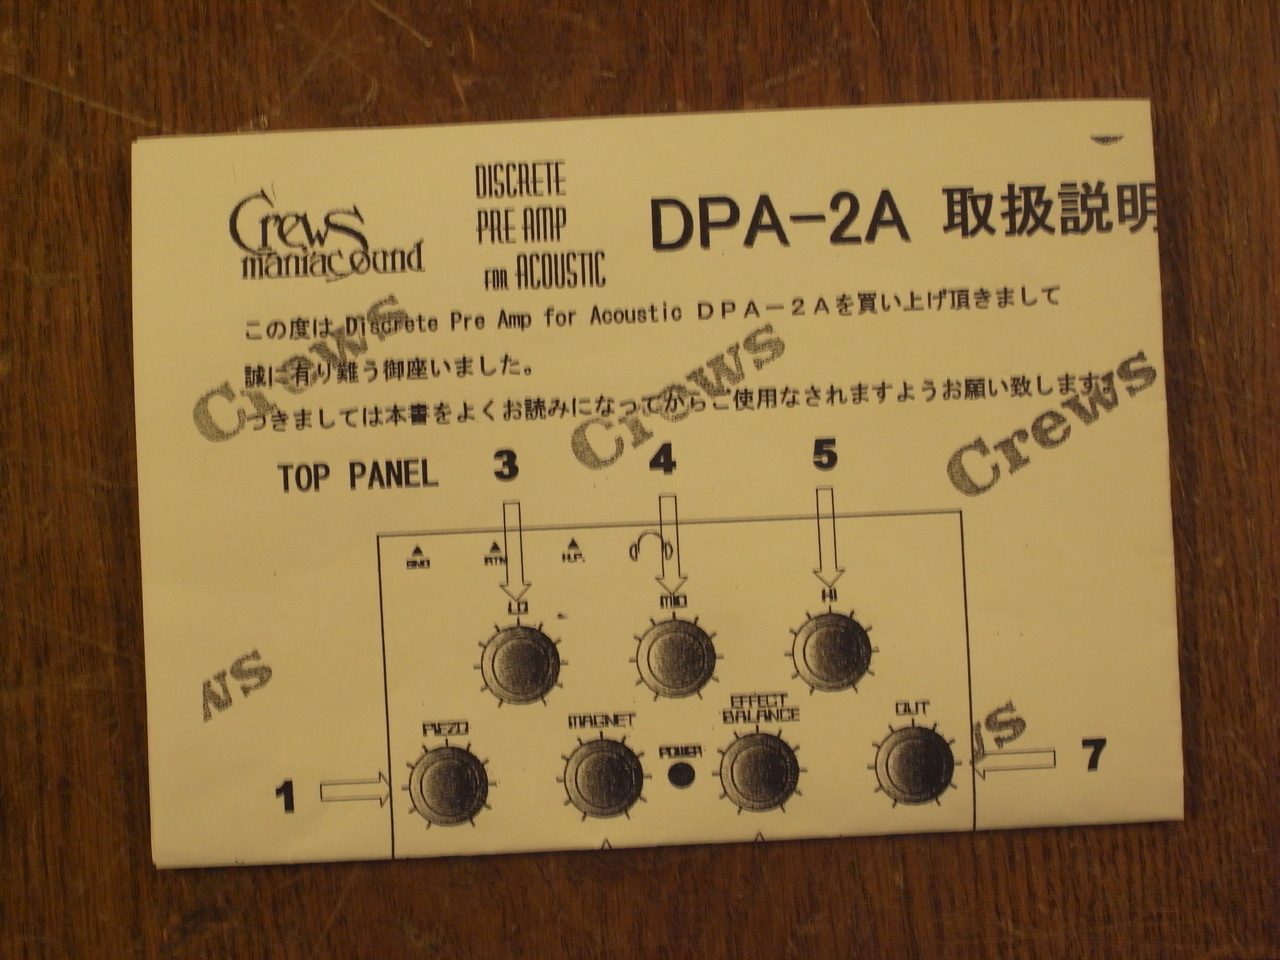 Crews
maniac sound
DISCRETE
PRE AMP
FOR ACOUSTIC
DPA-2A 取扱説明
この度は Discrete Pre Amp for Acoustic DPA-2Aを買い上げ頂きまして
誠に有り難う御座いました。
つきましては本書をよくお読みになってからご使用なされますようお願い致します。
Crews
Crews
Crews
TOP PANEL
3
4
5
GND
RTN
H.P.
LO
MID
HI
ws
ws
PIEZO
MAGNET
POWER
EFFECT
BALANCE
OUT
1
7